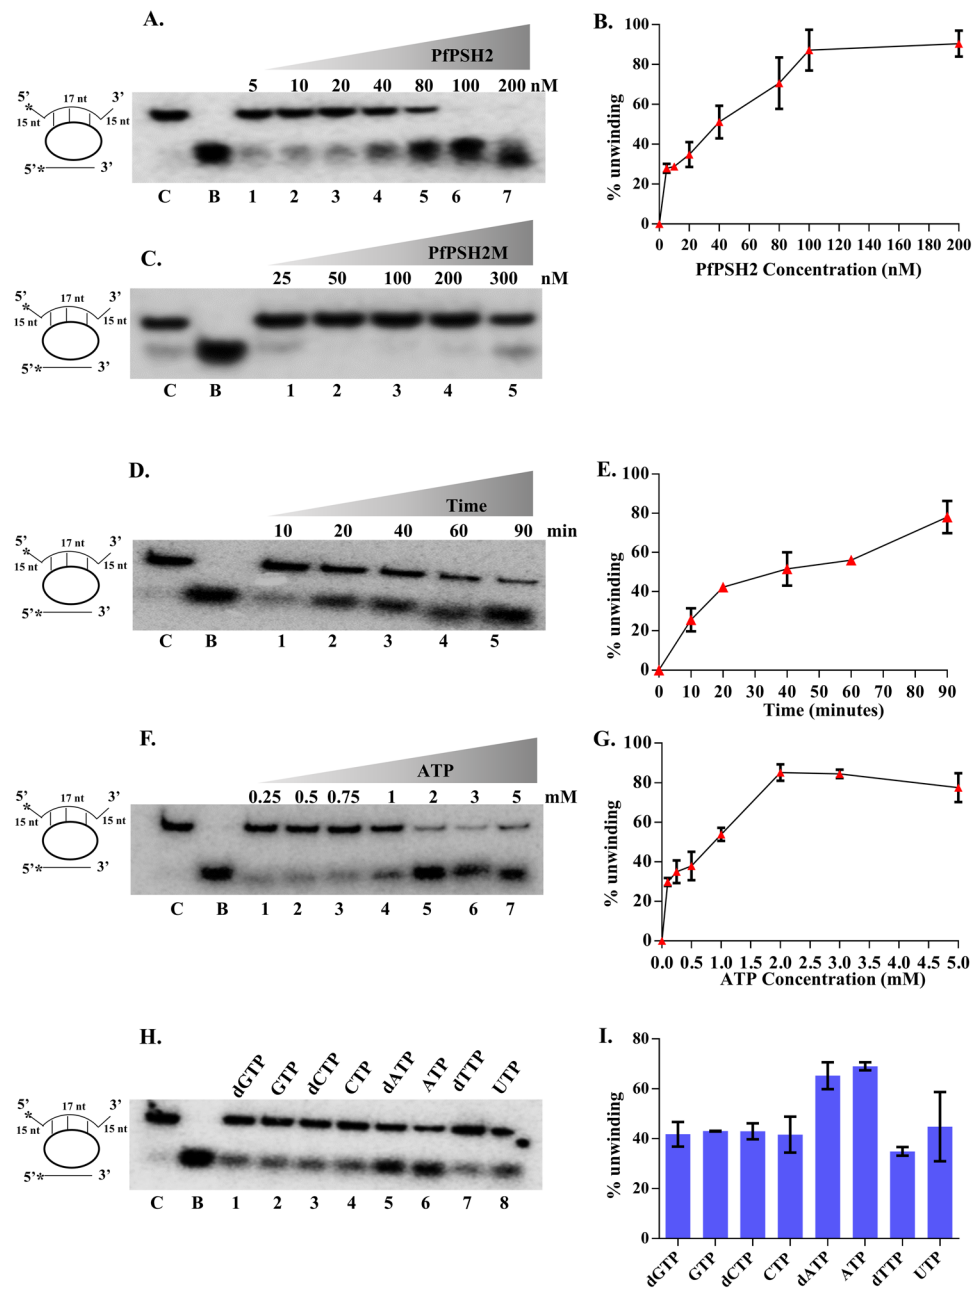 A.
PfPSH2
5 10 20 40 80 100 200 nM
5’ 17 nt 3’
*
15 nt 15 nt
5’* 3’
C B 1 2 3 4 5 6 7
B.
% unwinding
100
80
60
40
20
0
0 20 40 60 80 100 120 140 160 180 200
PfPSH2 Concentration (nM)
C.
PfPSH2M
25 50 100 200 300 nM
5’ 17 nt 3’
*
15 nt 15 nt
5’* 3’
C B 1 2 3 4 5
D.
Time
10 20 40 60 90 min
5’ 17 nt 3’
*
15 nt 15 nt
5’* 3’
C B 1 2 3 4 5
E.
% unwinding
100
80
60
40
20
0
0 10 20 30 40 50 60 70 80 90
Time (minutes)
F.
ATP
0.25 0.5 0.75 1 2 3 5 mM
5’ 17 nt 3’
*
15 nt 15 nt
5’* 3’
C B 1 2 3 4 5 6 7
G.
% unwinding
100
80
60
40
20
0
0.0 0.5 1.0 1.5 2.0 2.5 3.0 3.5 4.0 4.5 5.0
ATP Concentration (mM)
H.
dGTP GTP dCTP CTP dATP ATP dTTP UTP
5’ 17 nt 3’
*
15 nt 15 nt
5’* 3’
C B 1 2 3 4 5 6 7 8
I.
% unwinding
80
60
40
20
0
dGTP GTP dCTP CTP dATP ATP dTTP UTP